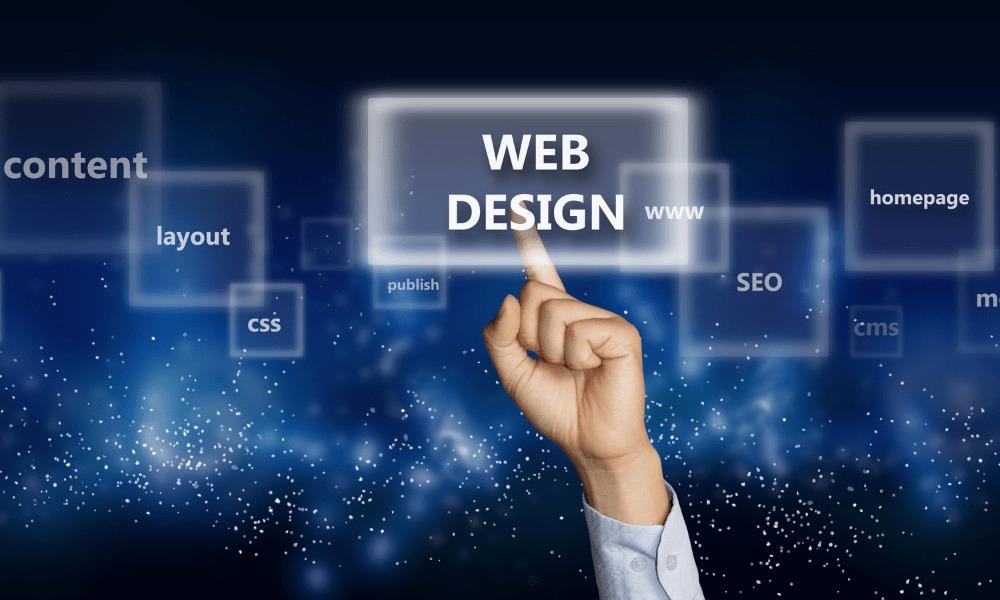 WEB
DESIGN
content
layout
css
publish
www
SEO
homepage
cms